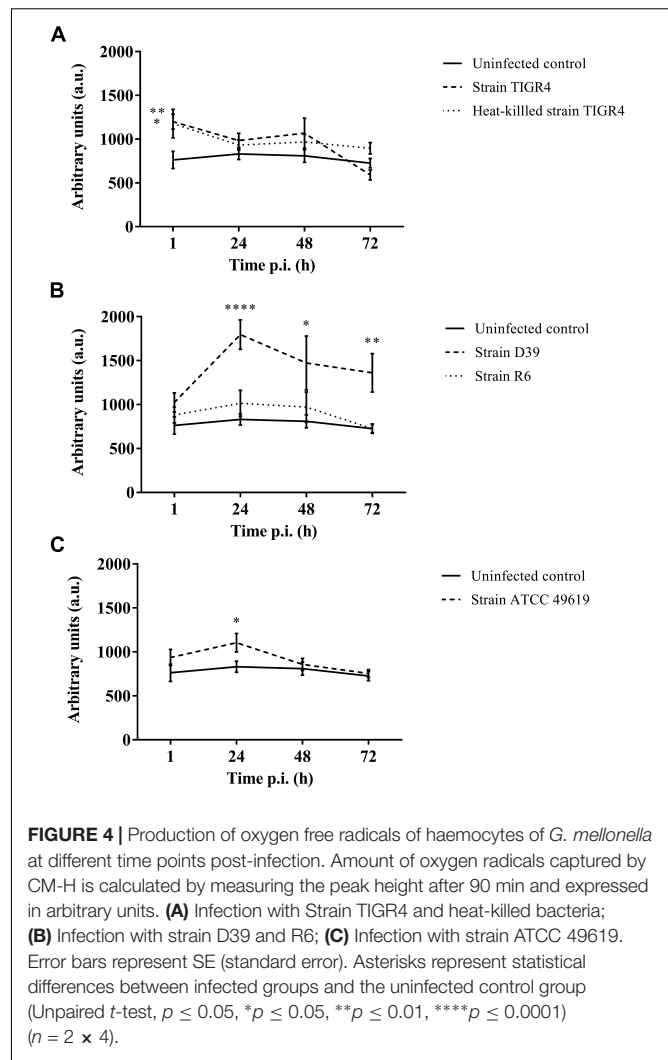 A
Arbitrary units (a.u.)
2000
1500
1000
500
0
**
*
1 24 48 72
Time p.i. (h)
Uninfected control
Strain TIGR4
Heat-killled strain TIGR4
B
Arbitrary units (a.u.)
2000
1500
1000
500
0
**** * **
1 24 48 72
Time p.i. (h)
Uninfected control
Strain D39
Strain R6
C
Arbitrary units (a.u.)
2000
1500
1000
500
0
*
1 24 48 72
Time p.i. (h)
Uninfected control
Strain ATCC 49619
FIGURE 4 | Production of oxygen free radicals of haemocytes of G. mellonella
at different time points post-infection. Amount of oxygen radicals captured by
CM-H is calculated by measuring the peak height after 90 min and expressed
in arbitrary units. (A) Infection with Strain TIGR4 and heat-killed bacteria;
(B) Infection with strain D39 and R6; (C) Infection with strain ATCC 49619.
Error bars represent SE (standard error). Asterisks represent statistical
differences between infected groups and the uninfected control group
(Unpaired t-test, p ≤ 0.05, *p ≤ 0.05, **p ≤ 0.01, ****p ≤ 0.0001)
(n = 2 x 4).